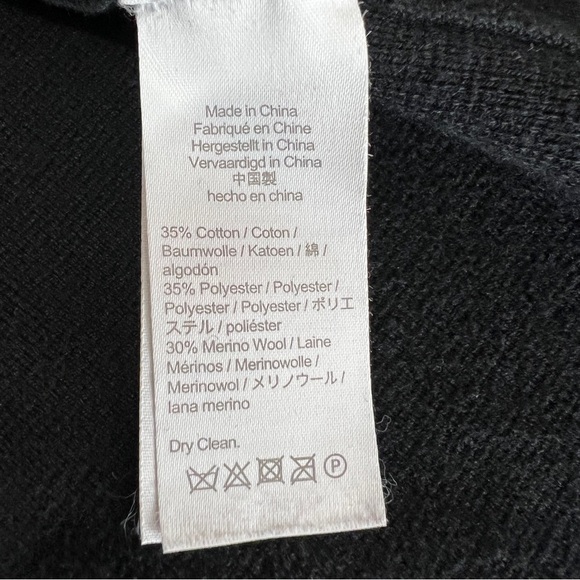 Made in China
Fabriqué en Chine
Hergestellt in China
Vervaardigd in China
中国製
hecho en china
35% Cotton / Coton /
Baumwolle / Katoen / 綿 /
algodón
35% Polyester / Polyester /
Polyester / Polyester / ポリエ
ステル / poliéster
30% Merino Wool / Laine
Mérinos / Merinowolle /
Merinowol / メリノウール /
lana merino
Dry Clean.
P